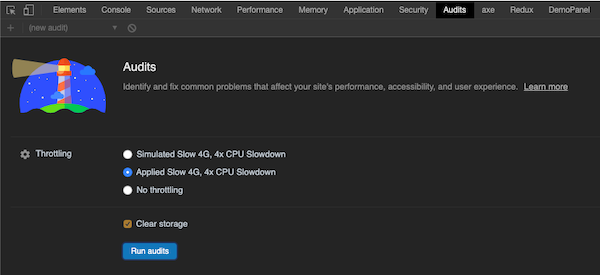 Elements Console Sources Network Performance Memory Application Security Audits axe Redux DemoPanel
(new audit)
Audits
Identify and fix common problems that affect your site's performance, accessibility, and user experience. Learn more
Throttling
Simulated Slow 4G, 4x CPU Slowdown
Applied Slow 4G, 4x CPU Slowdown
No throttling
Clear storage
Run audits